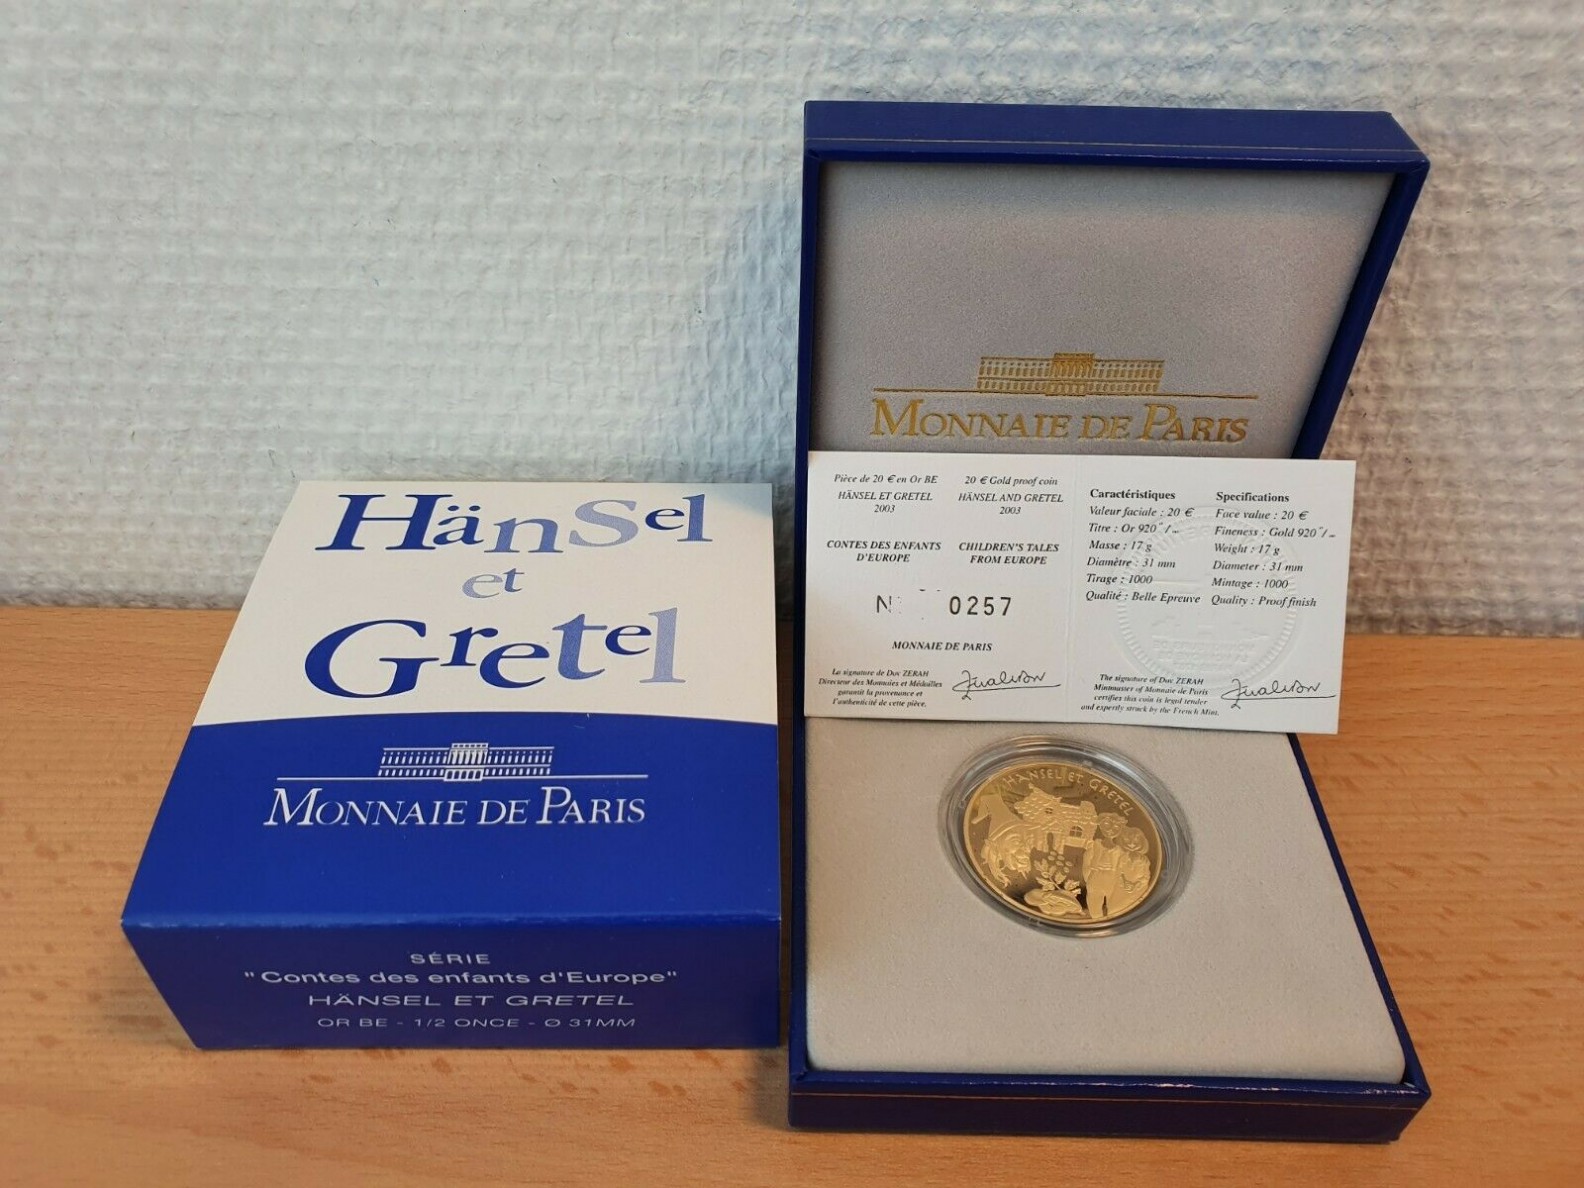 HänSel
et
Gretel
MONNAIE DE PARIS
SÉRIE
"Contes des enfants d'Europe"
HÄNSEL ET GRETEL
OR BE - 1/2 ONCE - Ø 31MM
MONNAIE DE PARIS
Pièce de 20 € en Or BE
HÄNSEL ET GRETEL
2003
CONTES DES ENFANTS
D'EUROPE
20 € Gold proof coin
HÄNSEL AND GRETEL
2003
CHILDREN'S TALES
FROM EUROPE
N° 0257
MONNAIE DE PARIS
La signature de Dov ZERAH
Directeur des Monnaies et Médailles
garantit la provenance et
l'authenticité de cette pièce.
Caractéristiques
Valeur faciale : 20 €
Titre : Or 920
Masse : 17 g
Diamètre : 31 mm
Tirage : 1000
Qualité : Belle Epreuve
Specifications
Face value : 20 €
Fineness : Gold 920
Weight : 17 g
Diameter : 31 mm
Mintage : 1000
Quality : Proof finish
The signature of Dov ZERAH
Mintmaster of Monnaie de Paris
certifies this coin is legal tender
and expertly struck by the French Mint.
HÄNSEL ET GRETEL